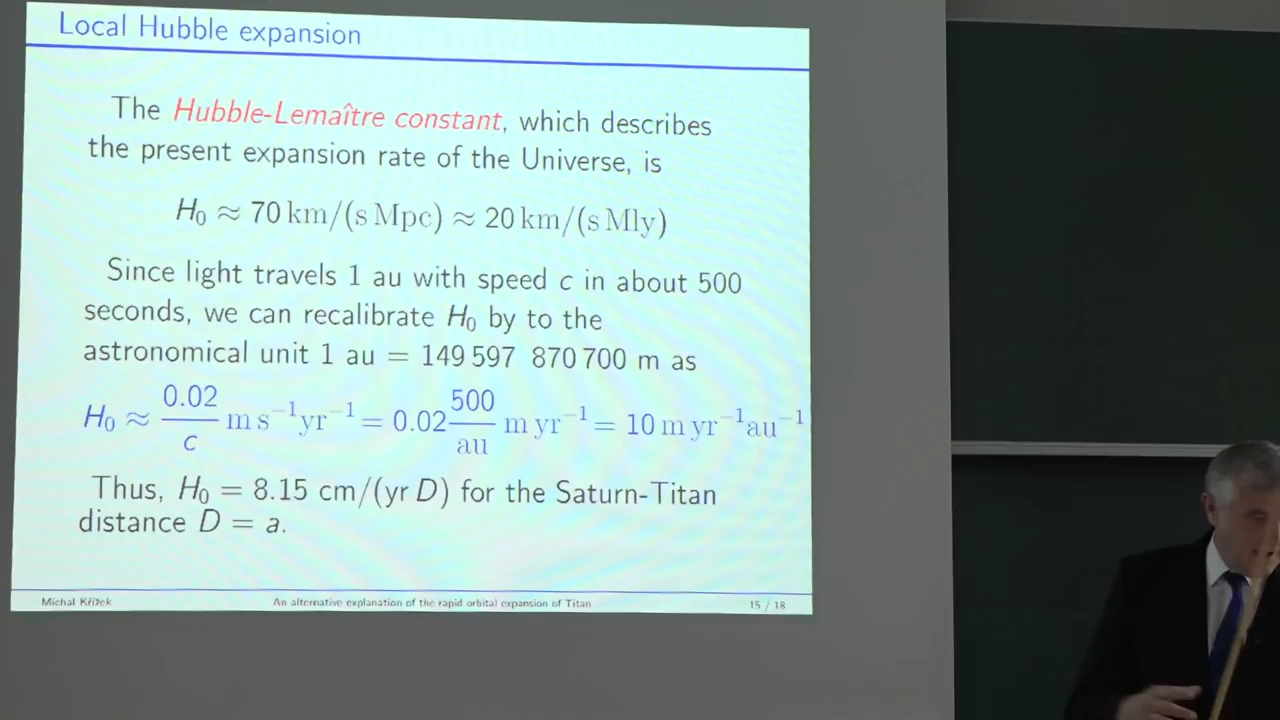 Local Hubble expansion
The Hubble-Lemaître constant, which describes
the present expansion rate of the Universe, is
H₀ ≈ 70 km/(s Mpc) ≈ 20 km/(s Mly)
Since light travels 1 au with speed c in about 500
seconds, we can recalibrate H₀ by to the
astronomical unit 1 au = 149 597 870 700 m as
H₀ ≈ 0.02/c m s⁻¹yr⁻¹ = 0.02 500/au m yr⁻¹ = 10 m yr⁻¹au⁻¹
Thus, H₀ = 8.15 cm/(yr D) for the Saturn-Titan
distance D = a.
Michal Křížek An alternative explanation of the rapid orbital expansion of Titan 15 / 18